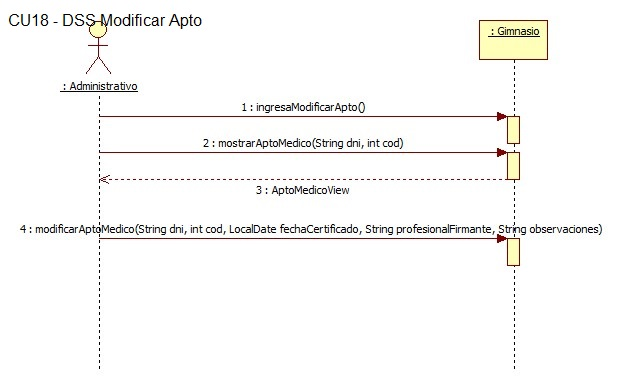 CU18 - DSS Modificar Apto
: Gimnasio
: Administrativo
1 : ingresaModificarApto()
2 : mostrarAptoMedico(String dni, int cod)
3 : AptoMedicoView
4 : modificarAptoMedico(String dni, int cod, LocalDate fechaCertificado, String profesionalFirmante, String observaciones)